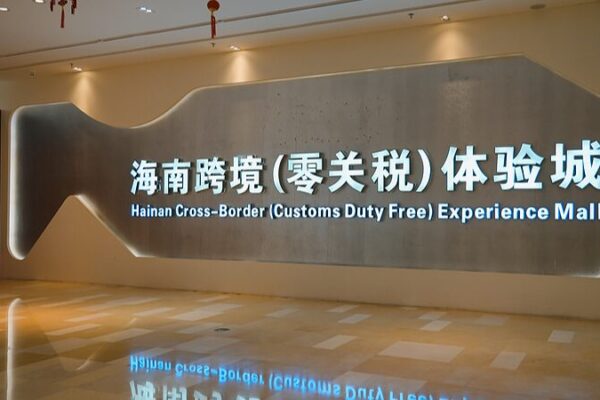 海南跨境(零关税)体验城
Hainan Cross-Border (Customs Duty Free) Experience Mall